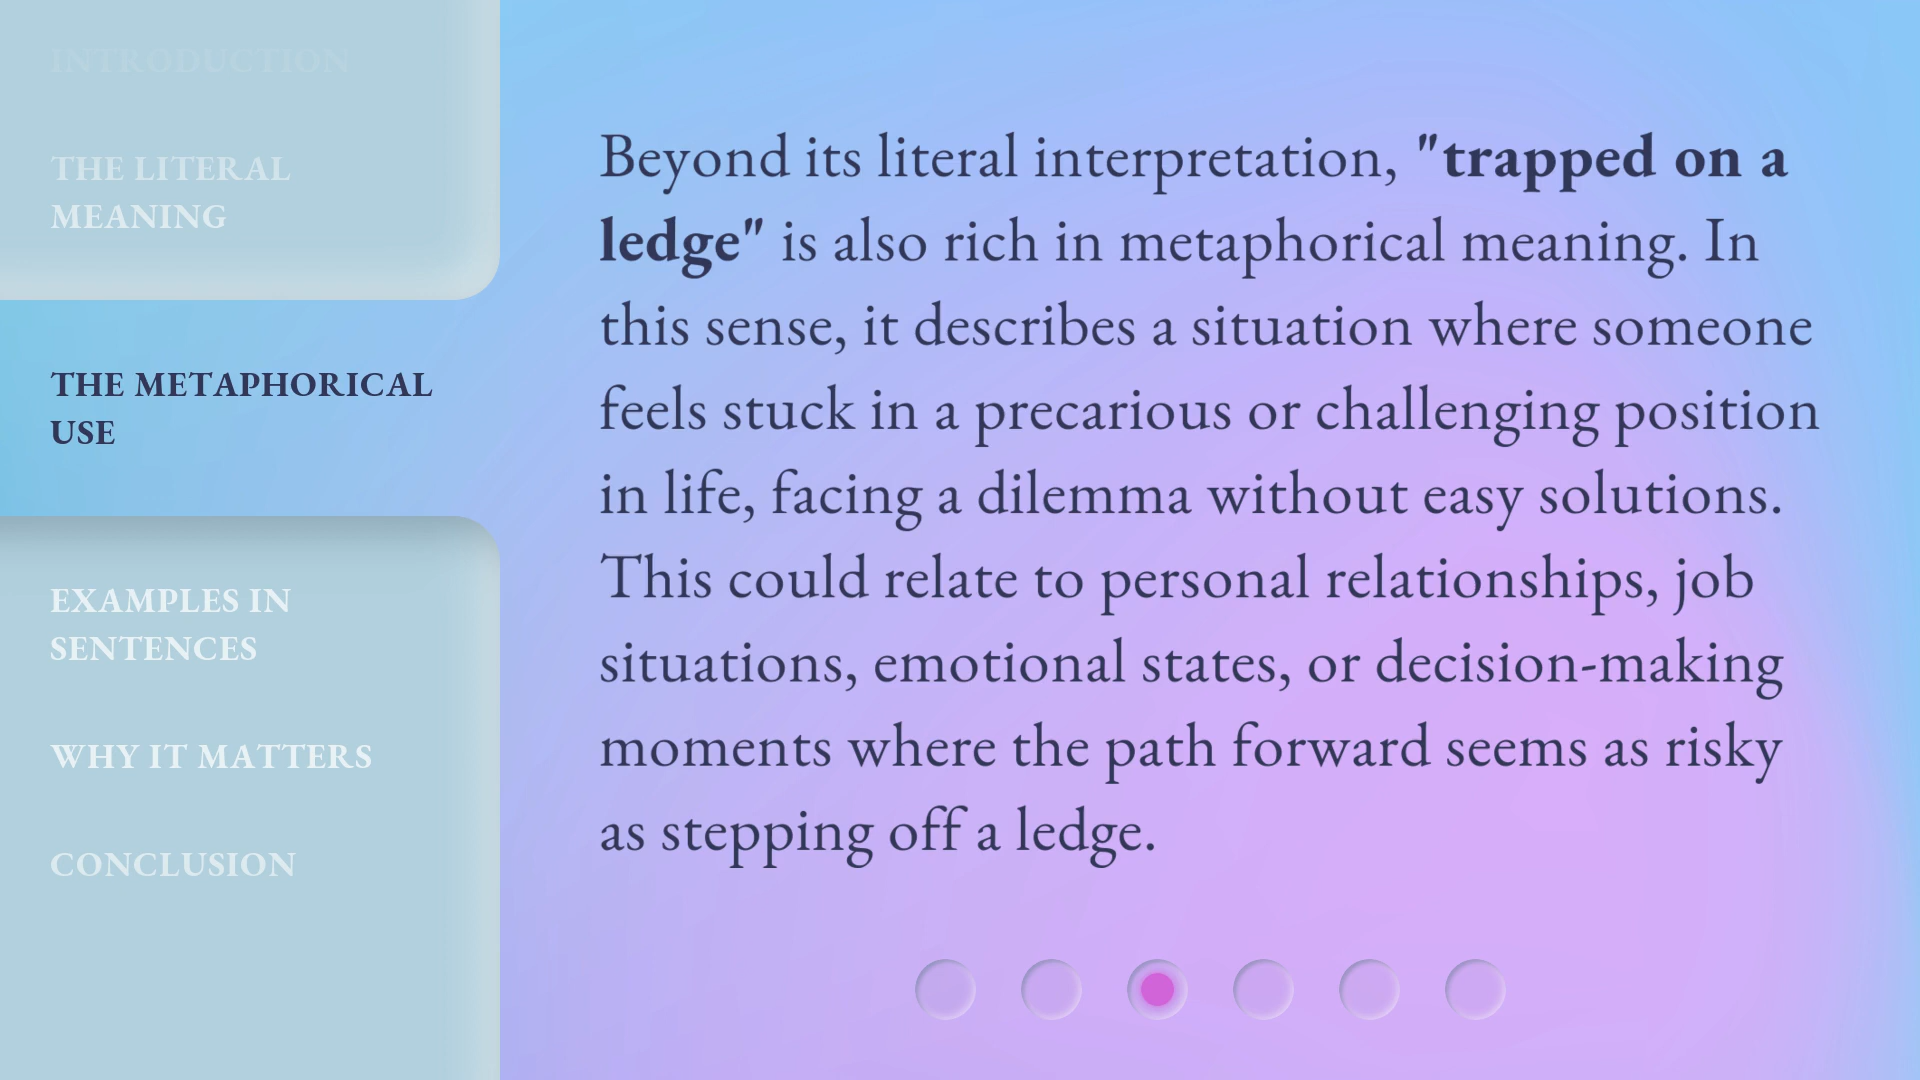 INTRODUCTION
THE LITERAL
MEANING
THE METAPHORICAL
USE
EXAMPLES IN
SENTENCES
WHY IT MATTERS
CONCLUSION
Beyond its literal interpretation, "trapped on a
ledge" is also rich in metaphorical meaning. In
this sense, it describes a situation where someone
feels stuck in a precarious or challenging position
in life, facing a dilemma without easy solutions.
This could relate to personal relationships, job
situations, emotional states, or decision-making
moments where the path forward seems as risky
as stepping off a ledge.